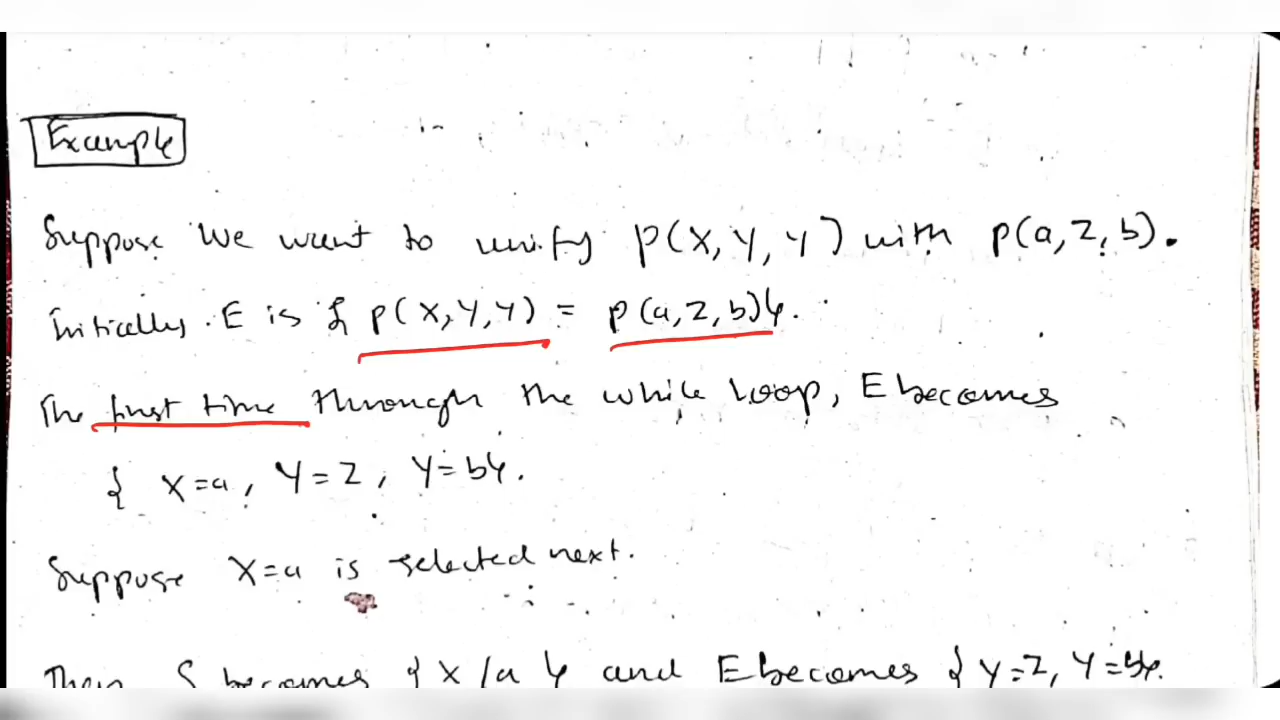 Example
Suppose We want to unify p(X, Y, Y) with p(a, Z, b).
Initially E is { p(X, Y, Y) = p(a, Z, b)}.
The first time through the while loop, E becomes
{ X = a, Y = Z, Y = b}.
Suppose X = a is selected next.
Then S becomes { X / a } and E becomes { Y = Z, Y = b}.